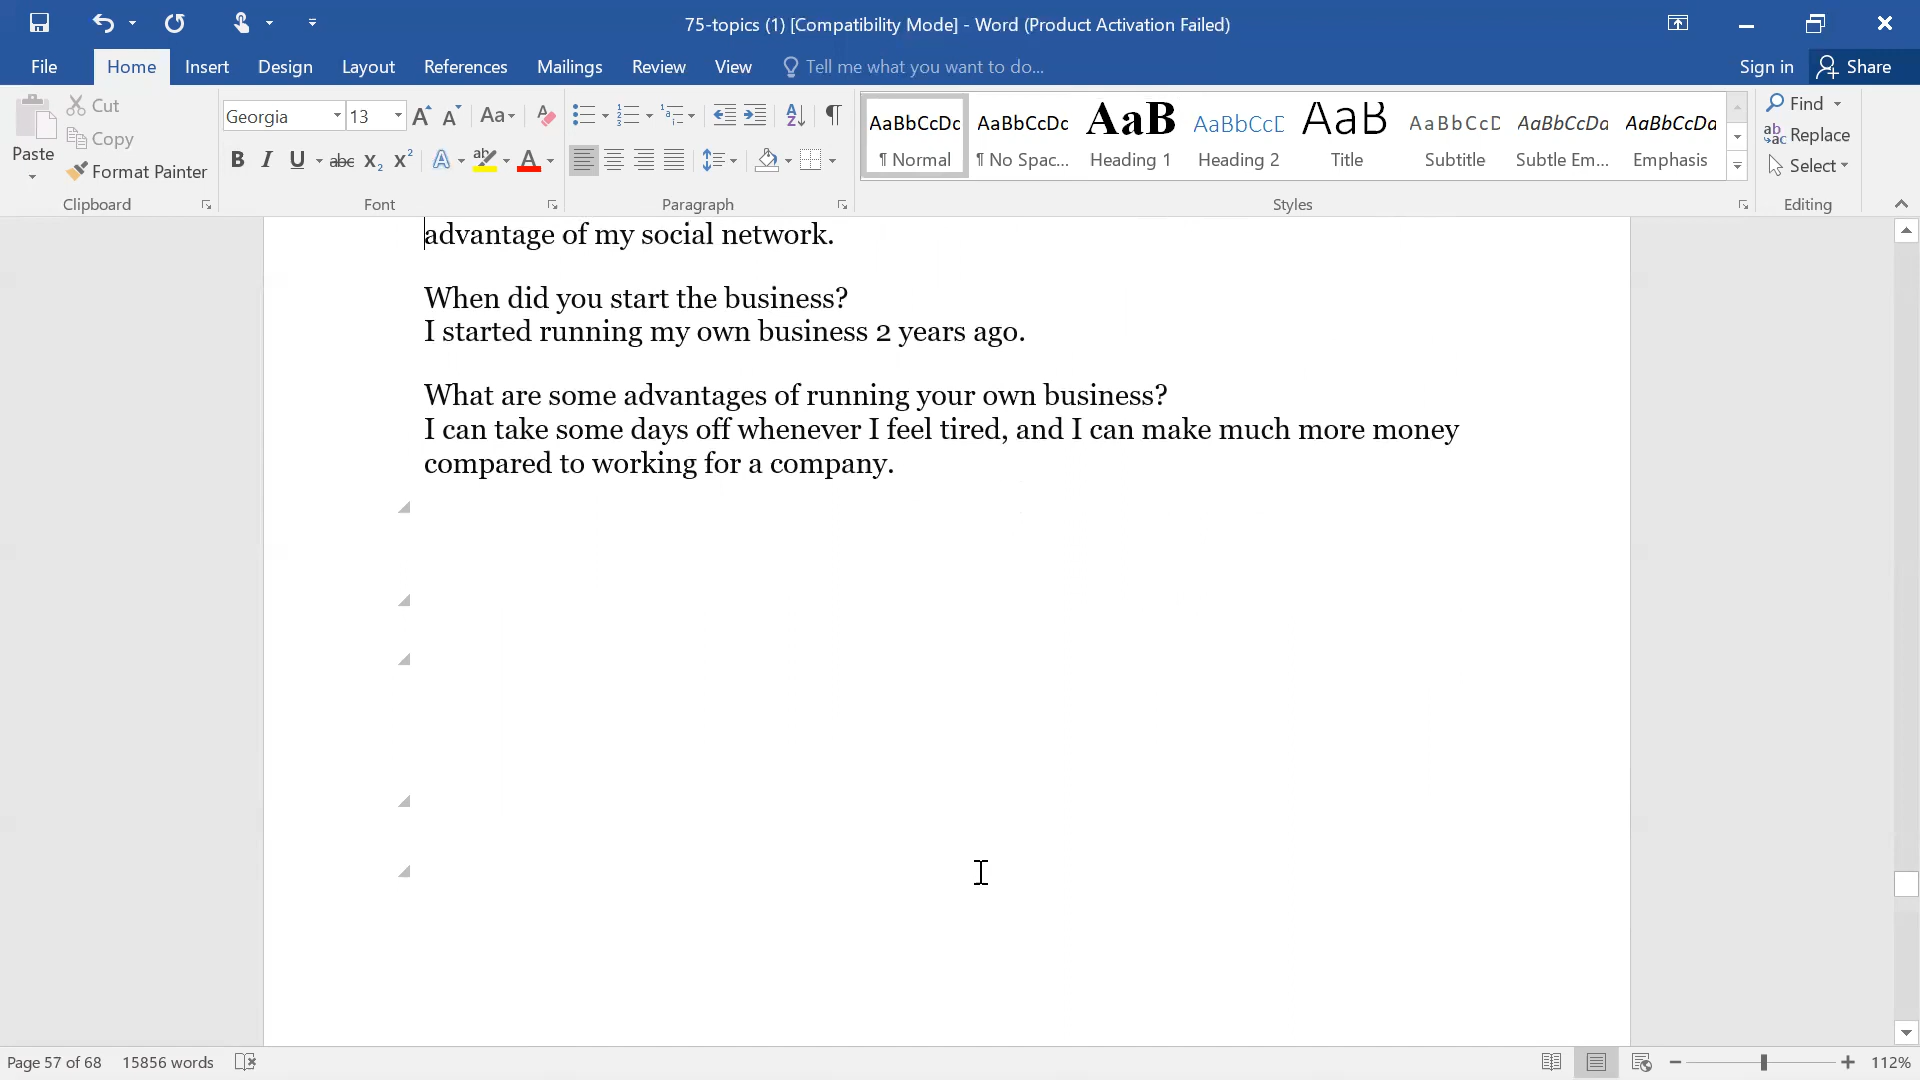 75-topics (1) [Compatibility Mode] - Word (Product Activation Failed)
File Home Insert Design Layout References Mailings Review View Tell me what you want to do... Sign in Share
Paste
Cut
Copy
Format Painter
Clipboard
Georgia 13 Aa
B I U abc X₂ X² A A
Font
Paragraph
AaBbCcDc AaBbCcDc AaB AaBbCcD AaB AaBbCcD AaBbCcDa AaBbCcDa
¶ Normal ¶ No Spac... Heading 1 Heading 2 Title Subtitle Subtle Em... Emphasis
Styles
Find
Replace
Select
Editing
advantage of my social network.
When did you start the business?
I started running my own business 2 years ago.
What are some advantages of running your own business?
I can take some days off whenever I feel tired, and I can make much more money
compared to working for a company.
Page 57 of 68 15856 words 112%